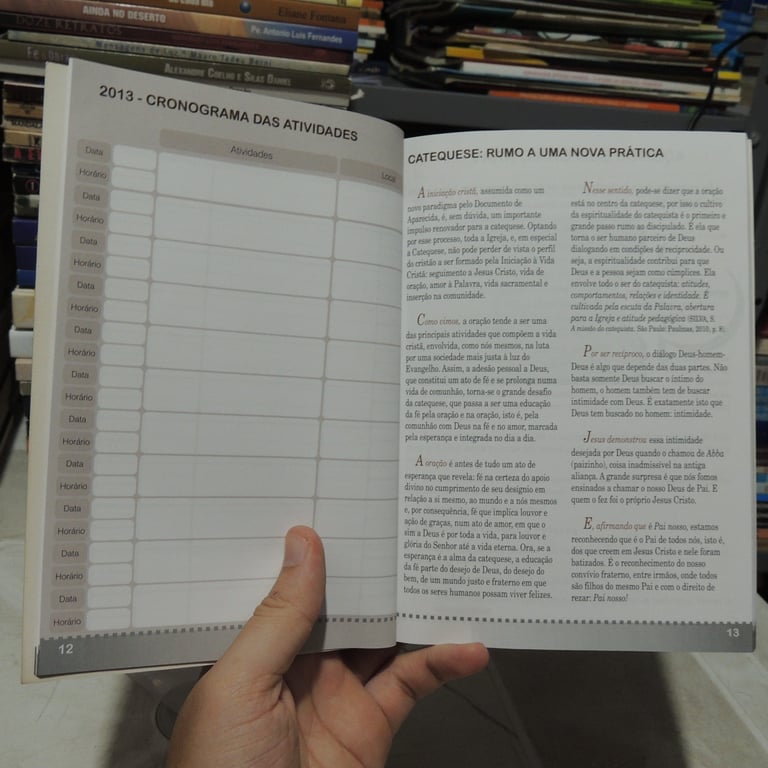 Eliane Fontana
AINDA NO DESERTO
Pe. Antonio Luis Fernandes
DOZE RETRATOS
Mensagens de Luz
ALEXANDRE COELHO E SILAS DANIEL
2013 - CRONOGRAMA DAS ATIVIDADES
Atividades
Local
Data
Horário
Data
Horário
Data
Horário
Data
Horário
Data
Horário
Data
Horário
Data
Horário
Data
Horário
Data
Horário
Data
Horário
Data
Horário
12
CATEQUESE: RUMO A UMA NOVA PRÁTICA
A iniciação cristã, assumida como um
novo paradigma pelo Documento de
Aparecida, é, sem dúvida, um importante
impulso renovador para a catequese. Optando
por esse processo, toda a Igreja, e, em especial
a Catequese, não pode perder de vista o perfil
do cristão a ser formado pela Iniciação à Vida
Cristã: seguimento a Jesus Cristo, vida de
oração, amor à Palavra, vida sacramental e
inserção na comunidade.
Como vimos, a oração tende a ser uma
das principais atividades que compõem a vida
cristã, envolvida, como nós mesmos, na luta
por uma sociedade mais justa à luz do
Evangelho. Assim, a adesão pessoal a Deus,
que constitui um ato de fé e se prolonga numa
vida de comunhão, torna-se o grande desafio
da catequese, que passa a ser uma educação
da fé pela oração e na oração, isto é, pela
comunhão com Deus na fé e no amor, marcada
pela esperança e integrada no dia a dia.
A oração é antes de tudo um ato de
esperança que revela: fé na certeza do apoio
divino no cumprimento de seu desígnio em
relação a si mesmo, ao mundo e a nós mesmos
e, por consequência, fé que implica louvor e
ação de graças, num ato de amor, em que o
sim a Deus é por toda a vida, para louvor e
glória do Senhor até a vida eterna. Ora, se a
esperança é a alma da catequese, a educação
da fé parte do desejo de Deus, do desejo do
bem, de um mundo justo e fraterno em que
todos os seres humanos possam viver felizes.
Nesse sentido, pode-se dizer que a oração
está no centro da catequese, por isso o cultivo
da espiritualidade do catequista é o primeiro e
grande passo rumo ao discipulado. É ela que
torna o ser humano parceiro de Deus
dialogando em condições de reciprocidade. Ou
seja, a espiritualidade contribui para que
Deus e a pessoa sejam como cúmplices. Ela
envolve todo o ser do catequista: atitudes,
comportamentos, relações e identidade. É
cultivada pela escuta da Palavra, abertura
para a Igreja e atitude pedagógica (SILVA, S.
A missão do catequista. São Paulo: Paulinas, 2010, p. 8).
Por ser recíproco, o diálogo Deus-homem-
Deus é algo que depende das duas partes. Não
basta somente Deus buscar o íntimo do
homem, o homem também tem de buscar
intimidade com Deus. É exatamente isto que
Deus tem buscado no homem: intimidade.
Jesus demonstrou essa intimidade
desejada por Deus quando o chamou de Abba
(paizinho), coisa inadmissível na antiga
aliança. A grande surpresa é que nós fomos
ensinados a chamar o nosso Deus de Pai. E
quem o fez foi o próprio Jesus Cristo.
E, afirmando que é Pai nosso, estamos
reconhecendo que é o Pai de todos nós, isto é,
dos que creem em Jesus Cristo e nele foram
batizados. E o reconhecimento do nosso
convívio fraterno, entre irmãos, onde todos
são filhos do mesmo Pai e com o direito de
rezar: Pai nosso!
13